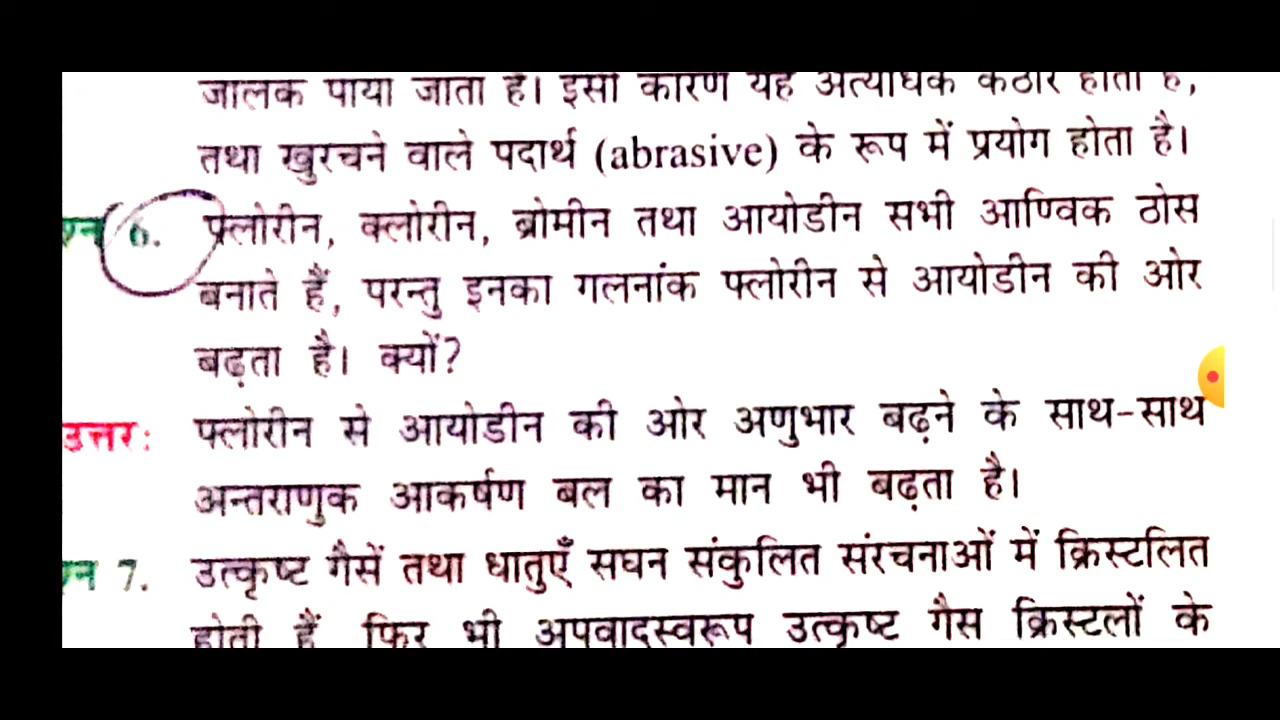 जालक पाया जाता है। इसी कारण यह अत्यधिक कठोर होता है,
तथा खुरचने वाले पदार्थ (abrasive) के रूप में प्रयोग होता है।
श्न 6. फ्लोरीन, क्लोरीन, ब्रोमीन तथा आयोडीन सभी आण्विक ठोस
बनाते हैं, परन्तु इनका गलनांक फ्लोरीन से आयोडीन की ओर
बढ़ता है। क्यों?
उत्तर: फ्लोरीन से आयोडीन की ओर अणुभार बढ़ने के साथ-साथ
अन्तराणुक आकर्षण बल का मान भी बढ़ता है।
श्न 7. उत्कृष्ट गैसें तथा धातुएँ सघन संकुलित संरचनाओं में क्रिस्टलित
होती हैं फिर भी अपवादस्वरूप उत्कृष्ट गैस क्रिस्टलों के